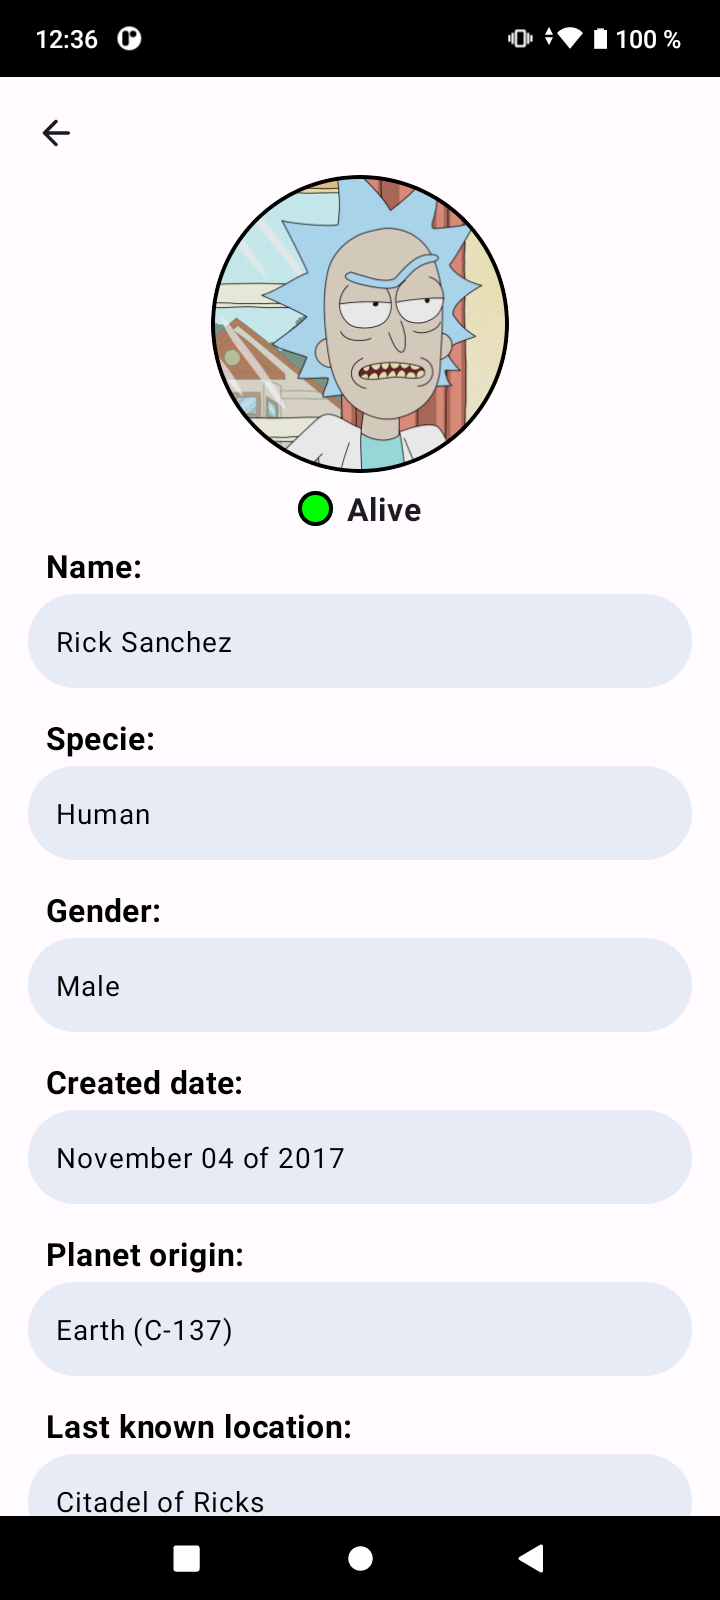 12:36
100 %
Alive
Name:
Rick Sanchez
Specie:
Human
Gender:
Male
Created date:
November 04 of 2017
Planet origin:
Earth (C-137)
Last known location:
Citadel of Ricks